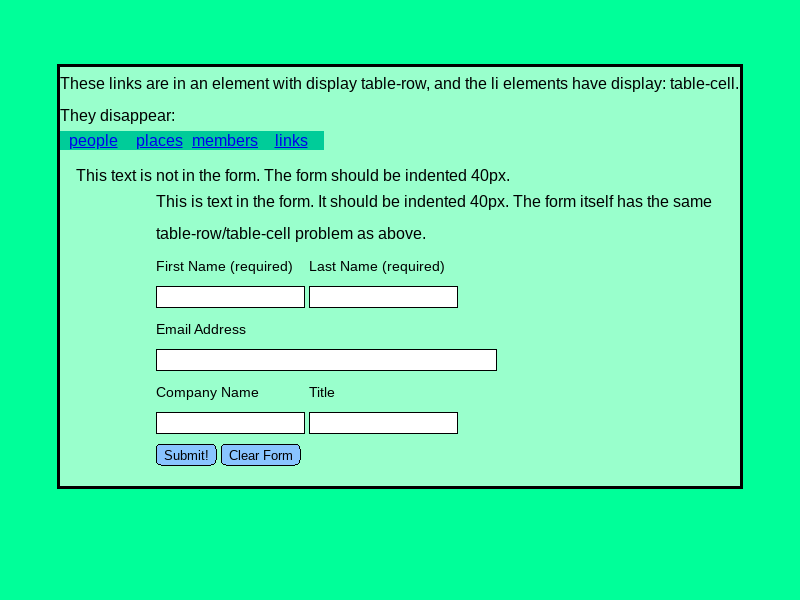 These links are in an element with display table-row, and the li elements have display: table-cell.
They disappear:
people places members links
This text is not in the form. The form should be indented 40px.
This is text in the form. It should be indented 40px. The form itself has the same
table-row/table-cell problem as above.
First Name (required) Last Name (required)
Email Address
Company Name Title
Submit! Clear Form